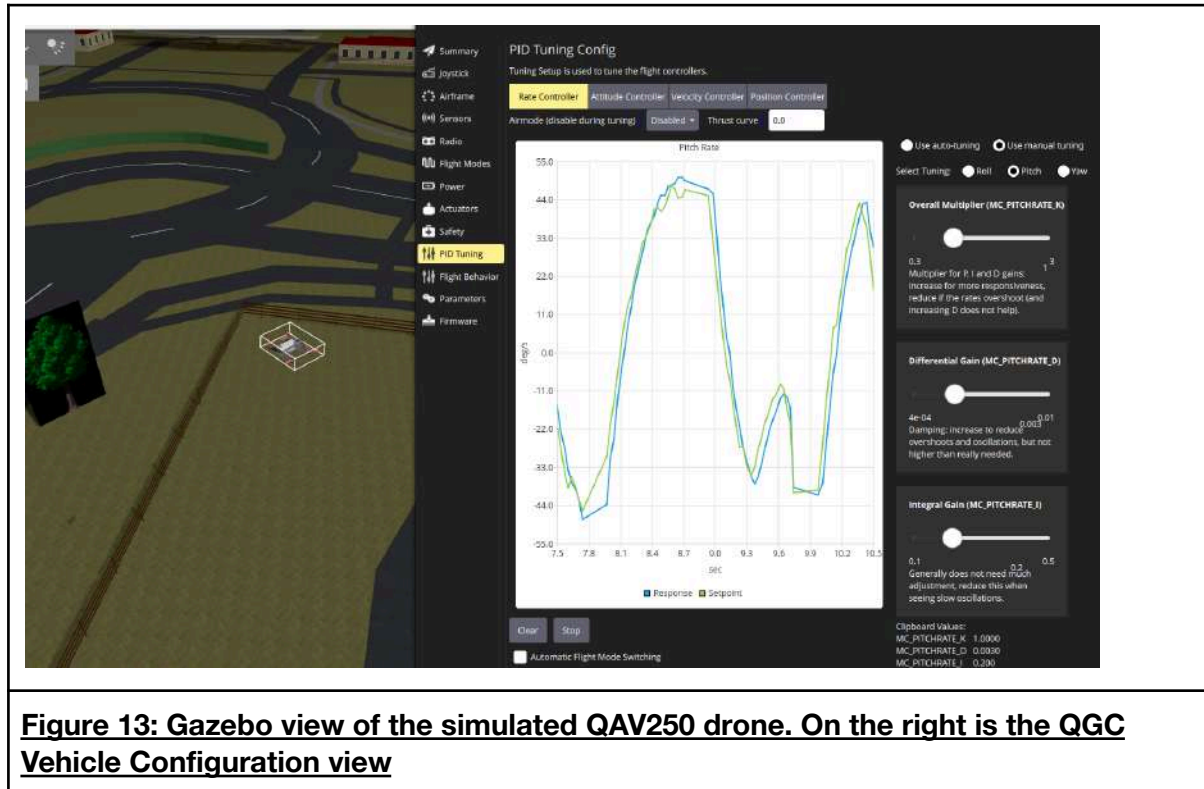 Summary
Joystick
Airframe
Sensors
Radio
Flight Modes
Power
Actuators
Safety
PID Tuning
Flight Behavior
Parameters
Firmware
PID Tuning Config
Tuning Setup is used to tune the flight controllers.
Rate Controller Attitude Controller Velocity Controller Position Controller
Airmode (disable during tuning) Disabled Thrust curve 0.0
Pitch Rate
55.0
44.0
33.0
22.0
11.0
0.0
-11.0
-22.0
-33.0
-44.0
-55.0
deg/s
7.5 7.8 8.1 8.4 8.7 9.0 9.3 9.6 9.9 10.2 10.5
sec
Response Setpoint
Clear Stop
Automatic Flight Mode Switching
Use auto-tuning Use manual tuning
Select Tuning: Roll Pitch Yaw
Overall Multiplier (MC_PITCHRATE_K)
0.3 1 3
Multiplier for P, I and D gains:
increase for more responsiveness,
reduce if the rates overshoot (and
increasing D does not help).
Differential Gain (MC_PITCHRATE_D)
4e-04 0.003 0.01
Damping: increase to reduce
overshoots and oscillations, but not
higher than really needed.
Integral Gain (MC_PITCHRATE_I)
0.1 0.2 0.5
Generally does not need much
adjustment, reduce this when
seeing slow oscillations.
Clipboard Values:
MC_PITCHRATE_K 1.0000
MC_PITCHRATE_D 0.0030
MC_PITCHRATE_I 0.200
Figure 13: Gazebo view of the simulated QAV250 drone. On the right is the QGC
Vehicle Configuration view